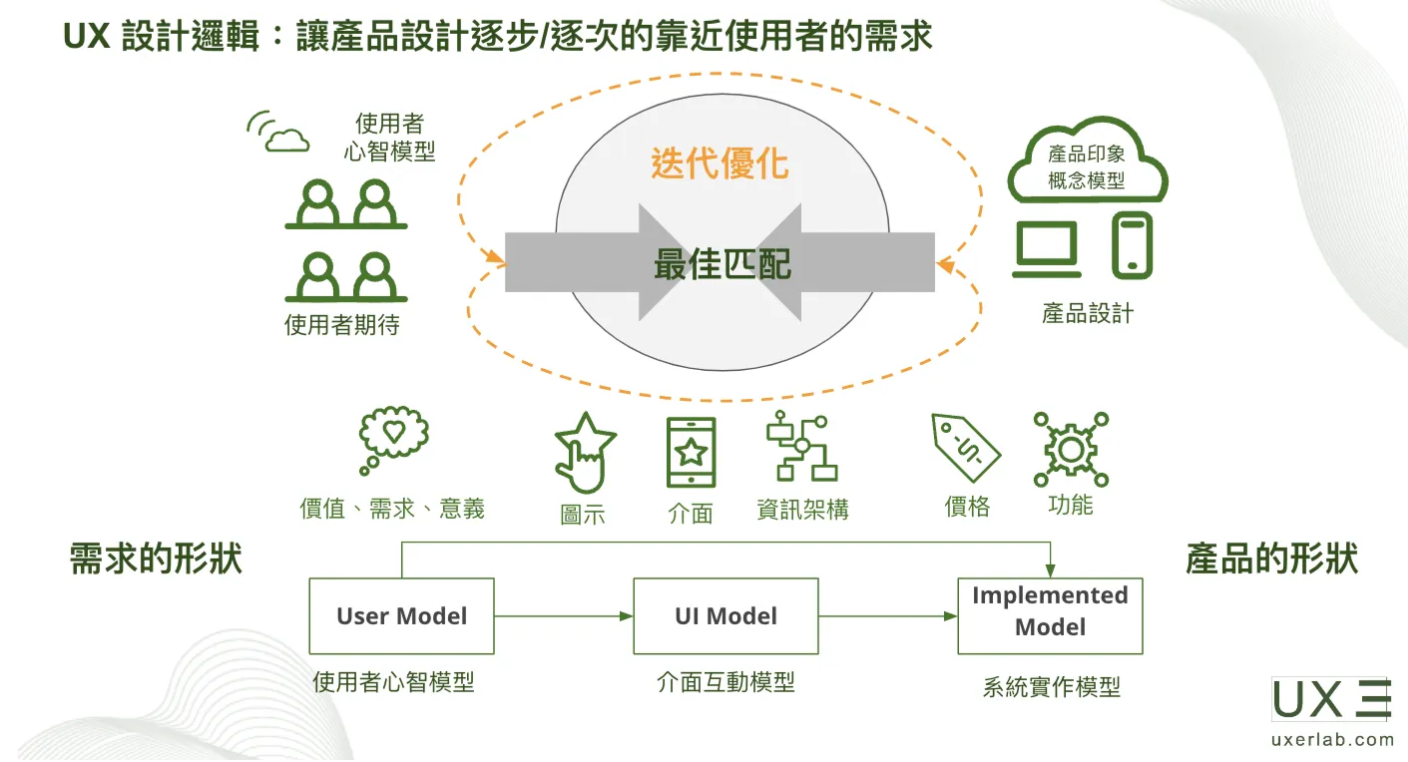 UX 設計邏輯：讓產品設計逐步/逐次的靠近使用者的需求
使用者
心智模型
迭代優化
產品印象
概念模型
最佳匹配
使用者期待
產品設計
價值、需求、意義
圖示
介面
資訊架構
價格
功能
需求的形狀
產品的形狀
User Model
UI Model
Implemented
Model
使用者心智模型
介面互動模型
系統實作模型
UX Ξ
uxerlab.com